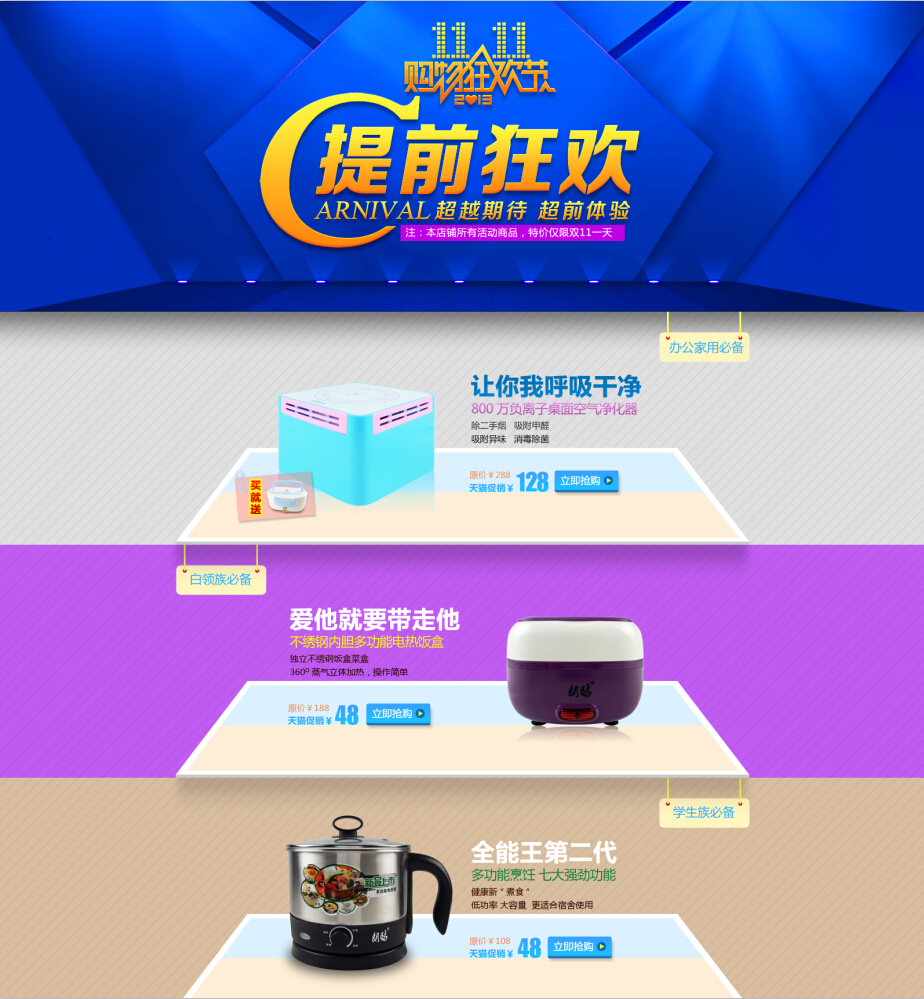 11.11
购物狂欢节
2013
提前狂欢
CARNIVAL 超越期待 超前体验
注：本店铺所有活动商品，特价仅限双11一天
办公家用必备
让你我呼吸干净
800 万负离子桌面空气净化器
除二手烟 吸附甲醛
吸附异味 消毒除菌
买就送
原价￥288
天猫促销￥128 立即抢购
白领族必备
爱他就要带走他
不绣钢内胆多功能电热饭盒
独立不绣钢饭盒菜盒
360º 蒸气立体加热，操作简单
原价￥188
天猫促销￥48 立即抢购
学生族必备
全能王第二代
多功能烹饪 七大强劲功能
健康新 " 煮食 "
低功率 大容量 更适合宿舍使用
新品上市
原价￥108
天猫促销￥48 立即抢购